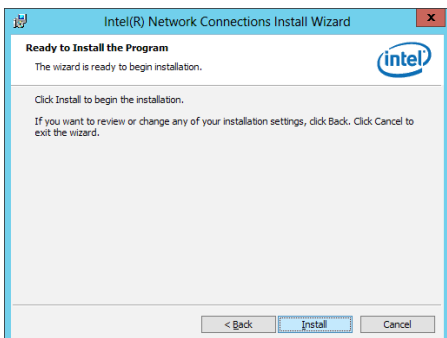 Intel(R) Network Connections Install Wizard
x
Ready to Install the Program
The wizard is ready to begin installation.
intel
Click Install to begin the installation.
If you want to review or change any of your installation settings, click Back. Click Cancel to
exit the wizard.
< Back
Install
Cancel